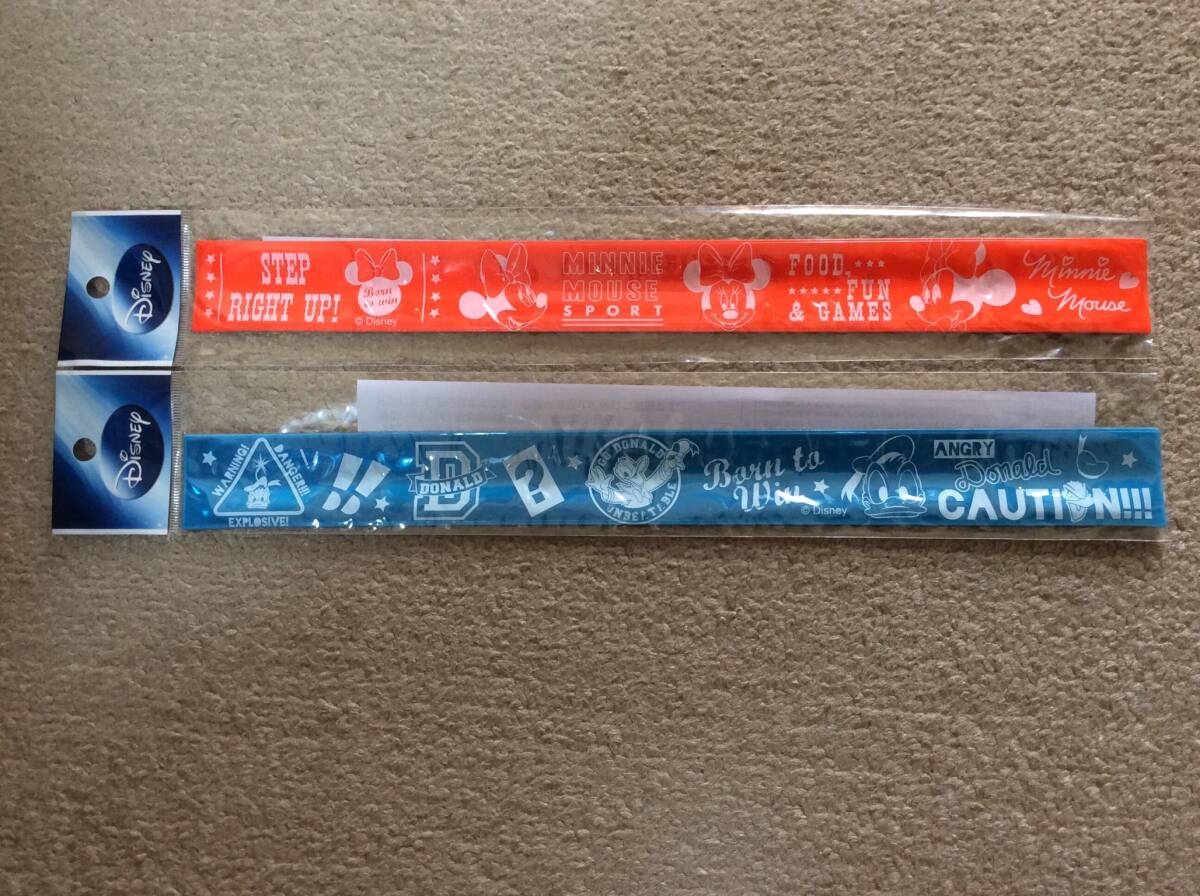 Disney
STEP
RIGHT UP!
Born
to win
© Disney
MINNIE
MOUSE
SPORT
FOOD,
FUN
& GAMES
Minnie
Mouse
Disney
WARNING!
DANGER!!!
EXPLOSIVE!
!!
D
DONALD
DONALD
UNBEATABLE
Born to
Win
© Disney
ANGRY
Donald
CAUTION!!!